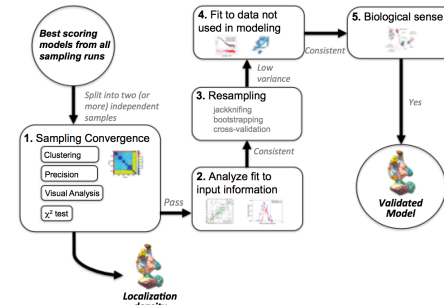 Best scoring
models from all
sampling runs
Split into two (or
more) independent
samples
1. Sampling Convergence
Clustering
Precision
Visual Analysis
χ² test
Pass
Localization
density
2. Analyze fit to
input information
Consistent
3. Resampling
jackknifing
bootstrapping
cross-validation
Low
variance
4. Fit to data not
used in modeling
Consistent
5. Biological sense
Yes
Validated
Model